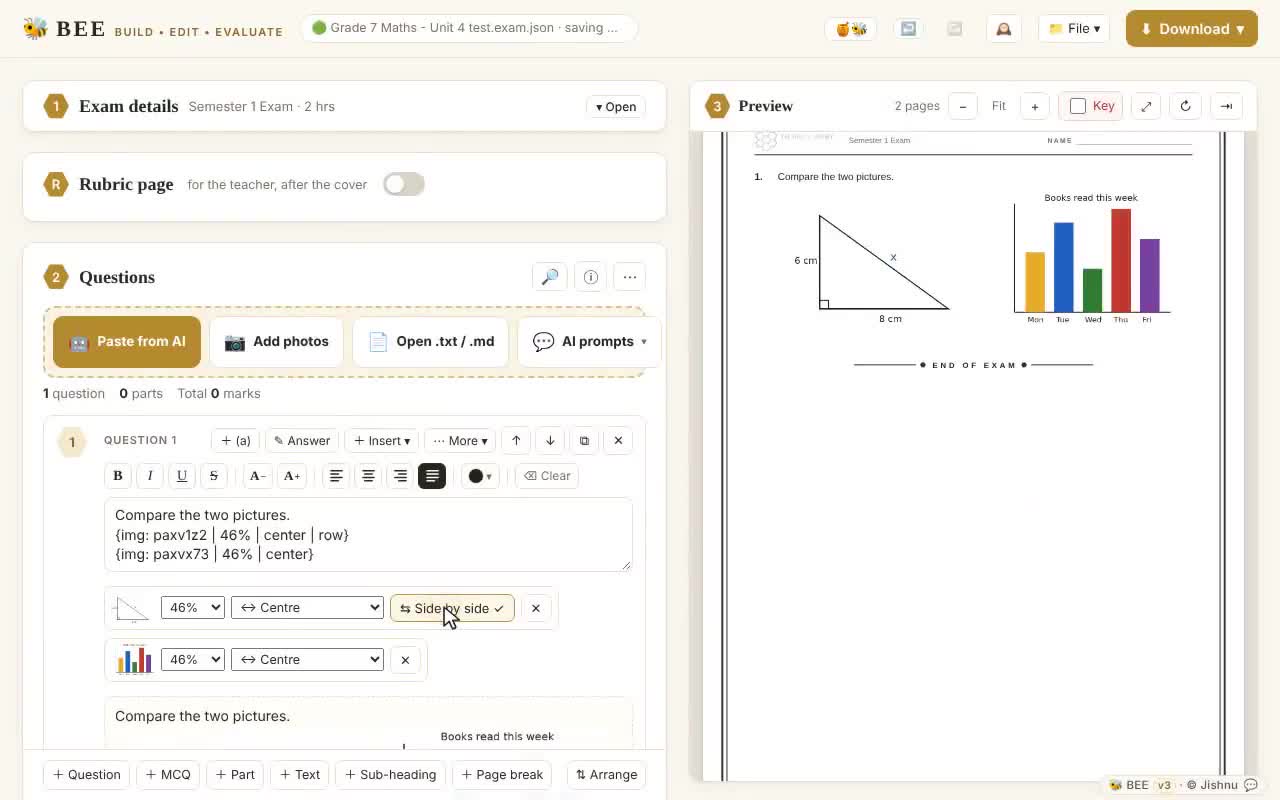 🐝 BEE BUILD • EDIT • EVALUATE
Grade 7 Maths - Unit 4 test.exam.json · saving ...
📁 File ▾
⬇ Download ▾
1 Exam details Semester 1 Exam · 2 hrs
▾ Open
R Rubric page for the teacher, after the cover
2 Questions
🤖 Paste from AI
📷 Add photos
📄 Open .txt / .md
💬 AI prompts ▾
1 question 0 parts Total 0 marks
1 QUESTION 1
+ (a)
✎ Answer
+ Insert ▾
··· More ▾
↑ ↓ ⧉ ✕
B I U S A− A+
⌫ Clear
Compare the two pictures.
{img: paxv1z2 | 46% | center | row}
{img: paxvx73 | 46% | center}
46% ↔ Centre ⇆ Side by side ✓ ✕
46% ↔ Centre ✕
Compare the two pictures.
Books read this week
+ Question + MCQ + Part + Text + Sub-heading + Page break ⇅ Arrange
3 Preview 2 pages − Fit + Key
Semester 1 Exam NAME
1. Compare the two pictures.
6 cm
x
8 cm
Books read this week
Mon Tue Wed Thu Fri
● END OF EXAM ●
🐝 BEE v3 · © Jishnu 💬